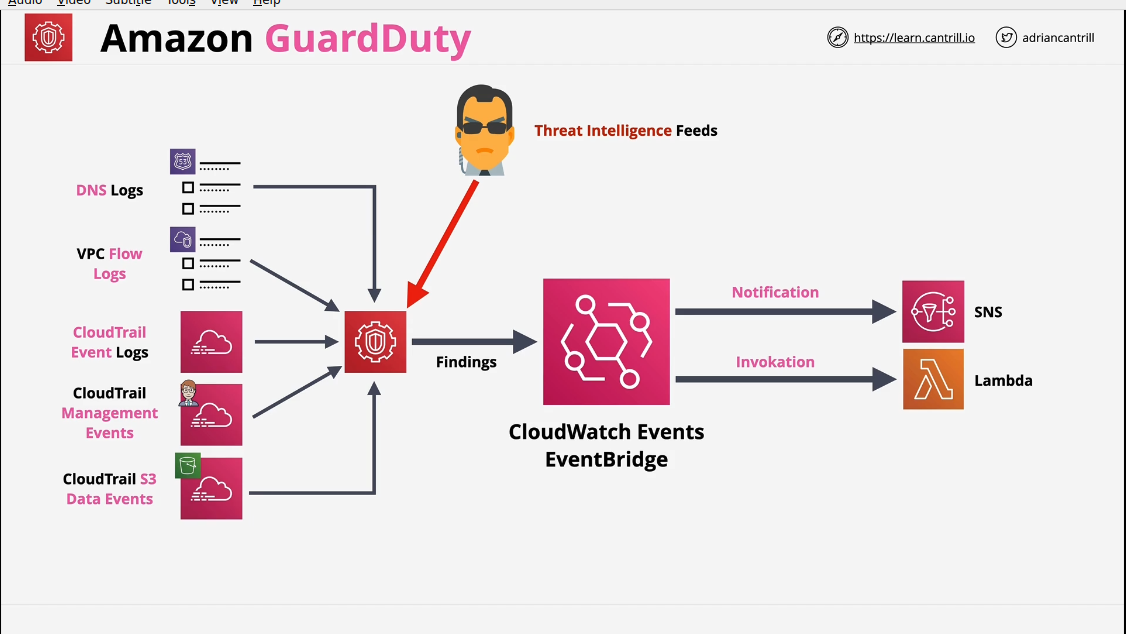 Audio Video Subtitle Tools View Help
Amazon GuardDuty
https://learn.cantrill.io
adriancantrill
Threat Intelligence Feeds
DNS Logs
VPC Flow
Logs
CloudTrail
Event Logs
CloudTrail
Management
Events
CloudTrail S3
Data Events
Findings
CloudWatch Events
EventBridge
Notification
Invokation
SNS
Lambda